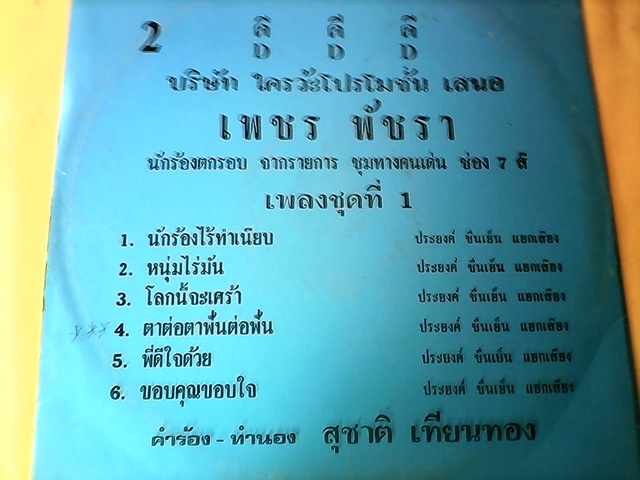 2 ดี ดี ดี
D D D
บริษัท ใครวะโปรโมชั่น เสนอ
เพชร พัชรา
นักร้องตกรอบ จากรายการ ชุมทางคนเด่น ช่อง 7 สี
เพลงชุดที่ 1
1. นักร้องไร้ทำเนียบ ประยงค์ ชื่นเย็น แยกเสียง
2. หนุ่มไร่มัน ประยงค์ ชื่นเย็น แยกเสียง
3. โลกนี้จะเศร้า ประยงค์ ชื่นเย็น แยกเสียง
*** 4. ตาต่อตาฟันต่อฟัน ประยงค์ ชื่นเย็น แยกเสียง
5. พี่ดีใจด้วย ประยงค์ ชื่นเย็น แยกเสียง
6. ขอบคุณขอบใจ ประยงค์ ชื่นเย็น แยกเสียง
คำร้อง - ทำนอง สุชาติ เทียนทอง